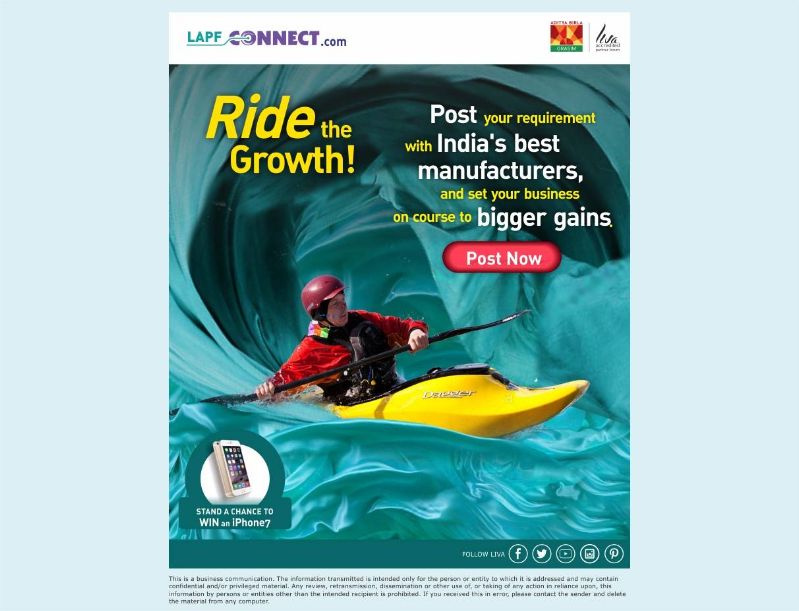 LAPF CONNECT.com
ADITYA BIRLA
GRASIM
Liva
accredited
partner forum
Ride the
Growth!
Post your requirement
with India's best
manufacturers,
and set your business
on course to bigger gains.
Post Now
Dagger
STAND A CHANCE TO
WIN an iPhone7
FOLLOW LIVA
This is a business communication. The information transmitted is intended only for the person or entity to which it is addressed and may contain
confidential and/or privileged material. Any review, retransmission, dissemination or other use of, or taking of any action in reliance upon, this
information by persons or entities other than the intended recipient is prohibited. If you received this in error, please contact the sender and delete
the material from any computer.